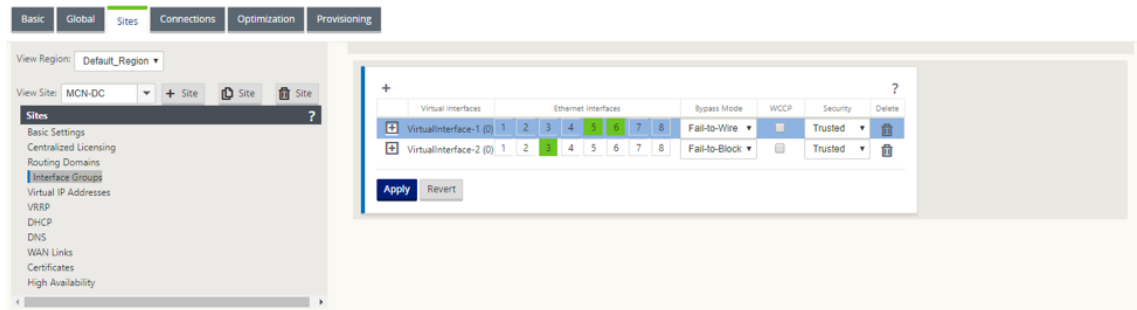 Basic Global Sites Connections Optimization Provisioning
View Region: Default_Region
View Site: MCN-DC + Site Site Site
Sites ?
Basic Settings
Centralized Licensing
Routing Domains
Interface Groups
Virtual IP Addresses
VRRP
DHCP
DNS
WAN Links
Certificates
High Availability
+ ?
Virtual Interfaces Ethernet Interfaces Bypass Mode WCCP Security Delete
VirtualInterface-1 (0) 1 2 3 4 5 6 7 8 Fail-to-Wire Trusted
VirtualInterface-2 (0) 1 2 3 4 5 6 7 8 Fail-to-Block Trusted
Apply Revert